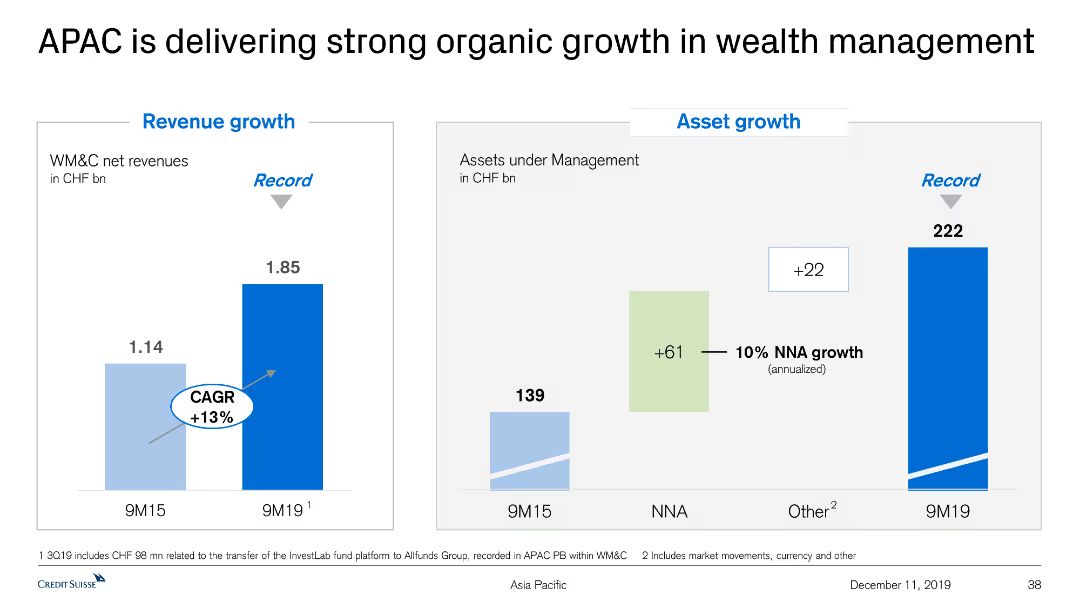 APAC is delivering strong organic growth in wealth management
Revenue growth
WM&C net revenues
in CHF bn
Record
1.14
1.85
CAGR
+13%
9M15
9M19 1
Asset growth
Assets under Management
in CHF bn
Record
139
+61
10% NNA growth
(annualized)
+22
222
9M15
NNA
Other 2
9M19
1 3Q19 includes CHF 98 mn related to the transfer of the InvestLab fund platform to Allfunds Group, recorded in APAC PB within WM&C 2 Includes market movements, currency and other
CREDIT SUISSE
Asia Pacific
December 11, 2019
38